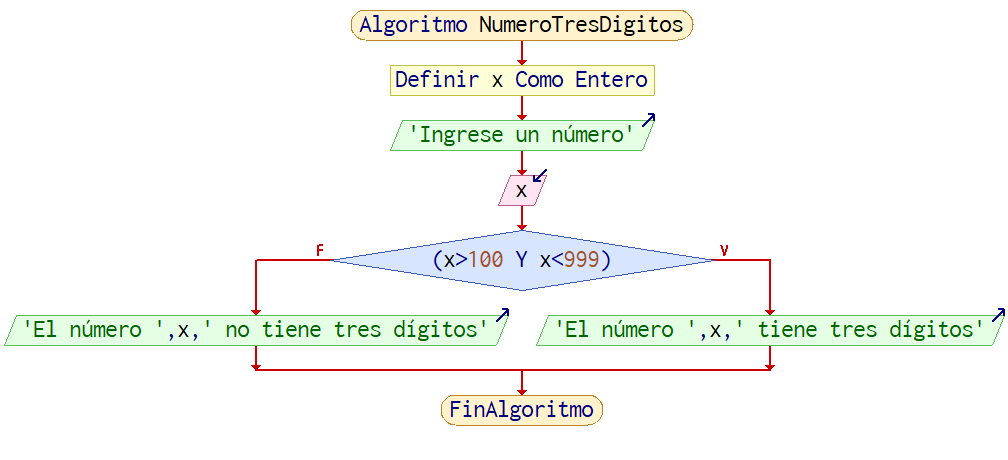 Algoritmo NumeroTresDigitos
Definir x Como Entero
'Ingrese un número'
x
F
(x>100 Y x<999)
V
'El número ',x,' no tiene tres dígitos'
'El número ',x,' tiene tres dígitos'
FinAlgoritmo